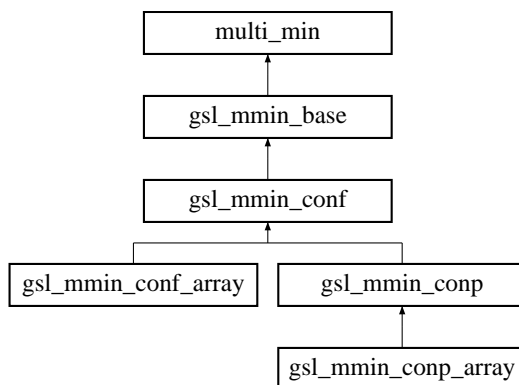 multi_min
gsl_mmin_base
gsl_mmin_conf
gsl_mmin_conf_array
gsl_mmin_conp
gsl_mmin_conp_array